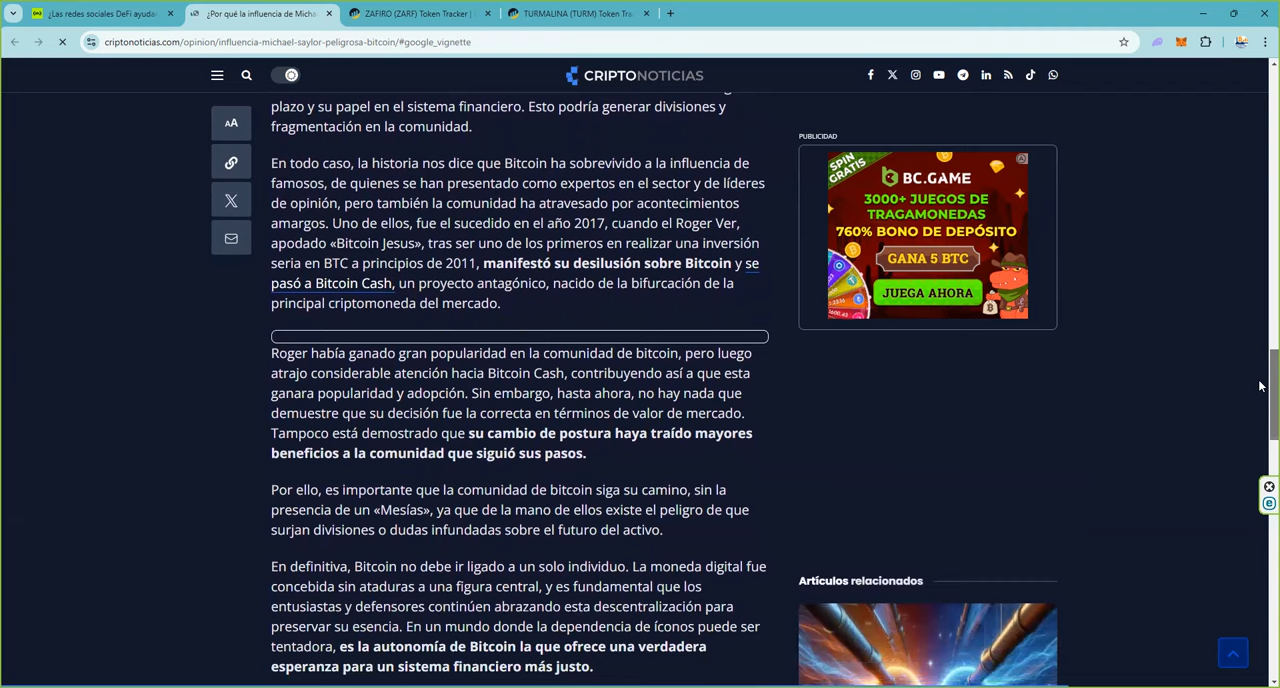 ¿Las redes sociales DeFi ayuda
¿Por qué la influencia de Micha
ZAFIRO (ZARF) Token Tracker |
TURMALINA (TURM) Token Tra
criptonoticias.com/opinion/influencia-michael-saylor-peligrosa-bitcoin/#google_vignette
CRIPTONOTICIAS
AA
plazo y su papel en el sistema financiero. Esto podría generar divisiones y
fragmentación en la comunidad.
En todo caso, la historia nos dice que Bitcoin ha sobrevivido a la influencia de
famosos, de quienes se han presentado como expertos en el sector y de líderes
de opinión, pero también la comunidad ha atravesado por acontecimientos
amargos. Uno de ellos, fue el sucedido en el año 2017, cuando el Roger Ver,
apodado «Bitcoin Jesus», tras ser uno de los primeros en realizar una inversión
seria en BTC a principios de 2011, manifestó su desilusión sobre Bitcoin y se
pasó a Bitcoin Cash, un proyecto antagónico, nacido de la bifurcación de la
principal criptomoneda del mercado.
Roger había ganado gran popularidad en la comunidad de bitcoin, pero luego
atrajo considerable atención hacia Bitcoin Cash, contribuyendo así a que esta
ganara popularidad y adopción. Sin embargo, hasta ahora, no hay nada que
demuestre que su decisión fue la correcta en términos de valor de mercado.
Tampoco está demostrado que su cambio de postura haya traído mayores
beneficios a la comunidad que siguió sus pasos.
Por ello, es importante que la comunidad de bitcoin siga su camino, sin la
presencia de un «Mesías», ya que de la mano de ellos existe el peligro de que
surjan divisiones o dudas infundadas sobre el futuro del activo.
En definitiva, Bitcoin no debe ir ligado a un solo individuo. La moneda digital fue
concebida sin ataduras a una figura central, y es fundamental que los
entusiastas y defensores continúen abrazando esta descentralización para
preservar su esencia. En un mundo donde la dependencia de íconos puede ser
tentadora, es la autonomía de Bitcoin la que ofrece una verdadera
esperanza para un sistema financiero más justo.
PUBLICIDAD
SPIN
GRATIS
BC.GAME
3000+ JUEGOS DE
TRAGAMONEDAS
760% BONO DE DEPÓSITO
GANA 5 BTC
JUEGA AHORA
Artículos relacionados